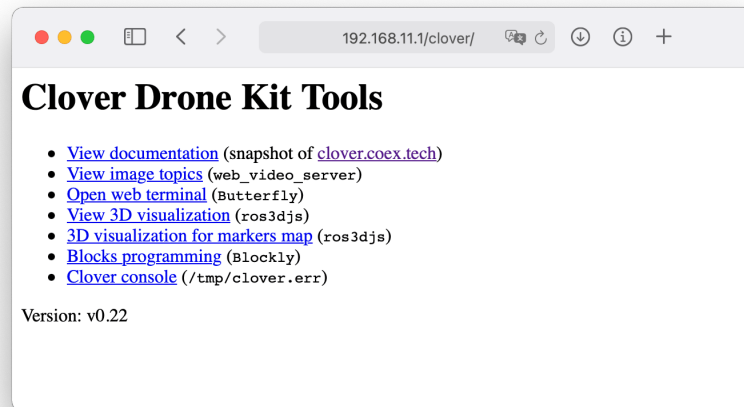 192.168.11.1/clover/
Clover Drone Kit Tools
View documentation (snapshot of clover.coex.tech)
View image topics (web_video_server)
Open web terminal (Butterfly)
View 3D visualization (ros3djs)
3D visualization for markers map (ros3djs)
Blocks programming (Blockly)
Clover console (/tmp/clover.err)
Version: v0.22